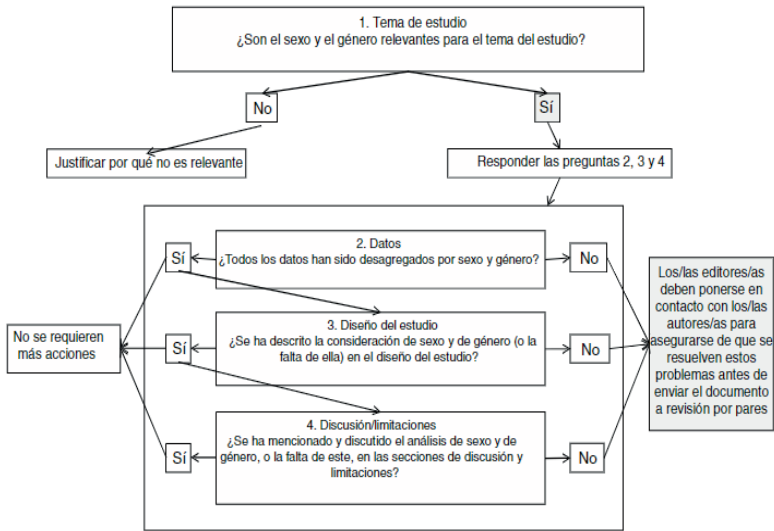 1. Tema de estudio
¿Son el sexo y el género relevantes para el tema del estudio?
No
Sí
Justificar por qué no es relevante
Responder las preguntas 2, 3 y 4
2. Datos
¿Todos los datos han sido desagregados por sexo y género?
Sí
No
3. Diseño del estudio
¿Se ha descrito la consideración de sexo y de género (o la
falta de ella) en el diseño del estudio?
Sí
No
4. Discusión/limitaciones
¿Se ha mencionado y discutido el análisis de sexo y de
género, o la falta de este, en las secciones de discusión y
limitaciones?
Sí
No
No se requieren
más acciones
Los/las editores/as
deben ponerse en
contacto con los/las
autores/as para
asegurarse de que se
resuelven estos
problemas antes de
enviar el documento
a revisión por pares